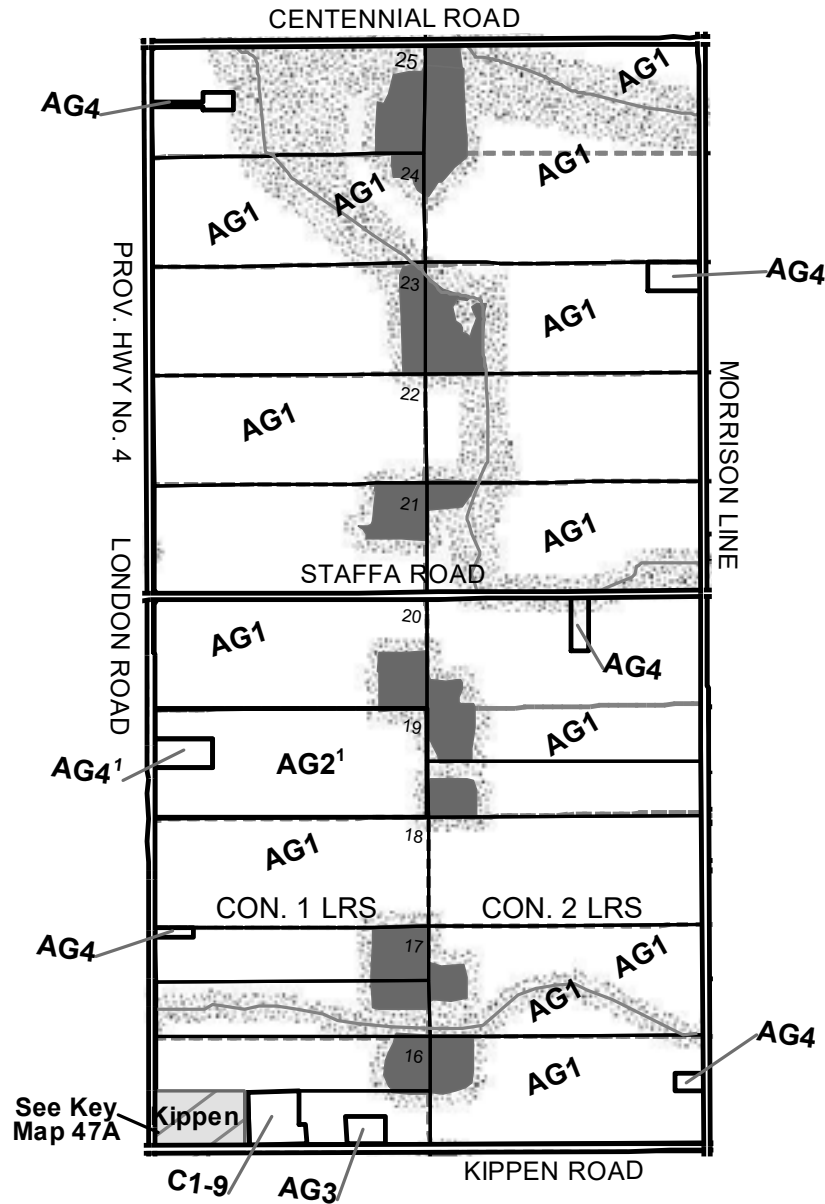 CENTENNIAL ROAD
25
AG1
AG4
24
AG1
AG1
AG1
PROV. HWY No. 4
23
AG4
AG1
MORRISON LINE
22
AG1
21
AG1
STAFFA ROAD
LONDON ROAD
20
AG1
AG4
19
AG1
AG4¹
AG2¹
18
AG1
CON. 1 LRS
CON. 2 LRS
AG4
17
AG1
AG1
16
AG4
AG1
See Key
Map 47A
Kippen
C1-9
AG3
KIPPEN ROAD